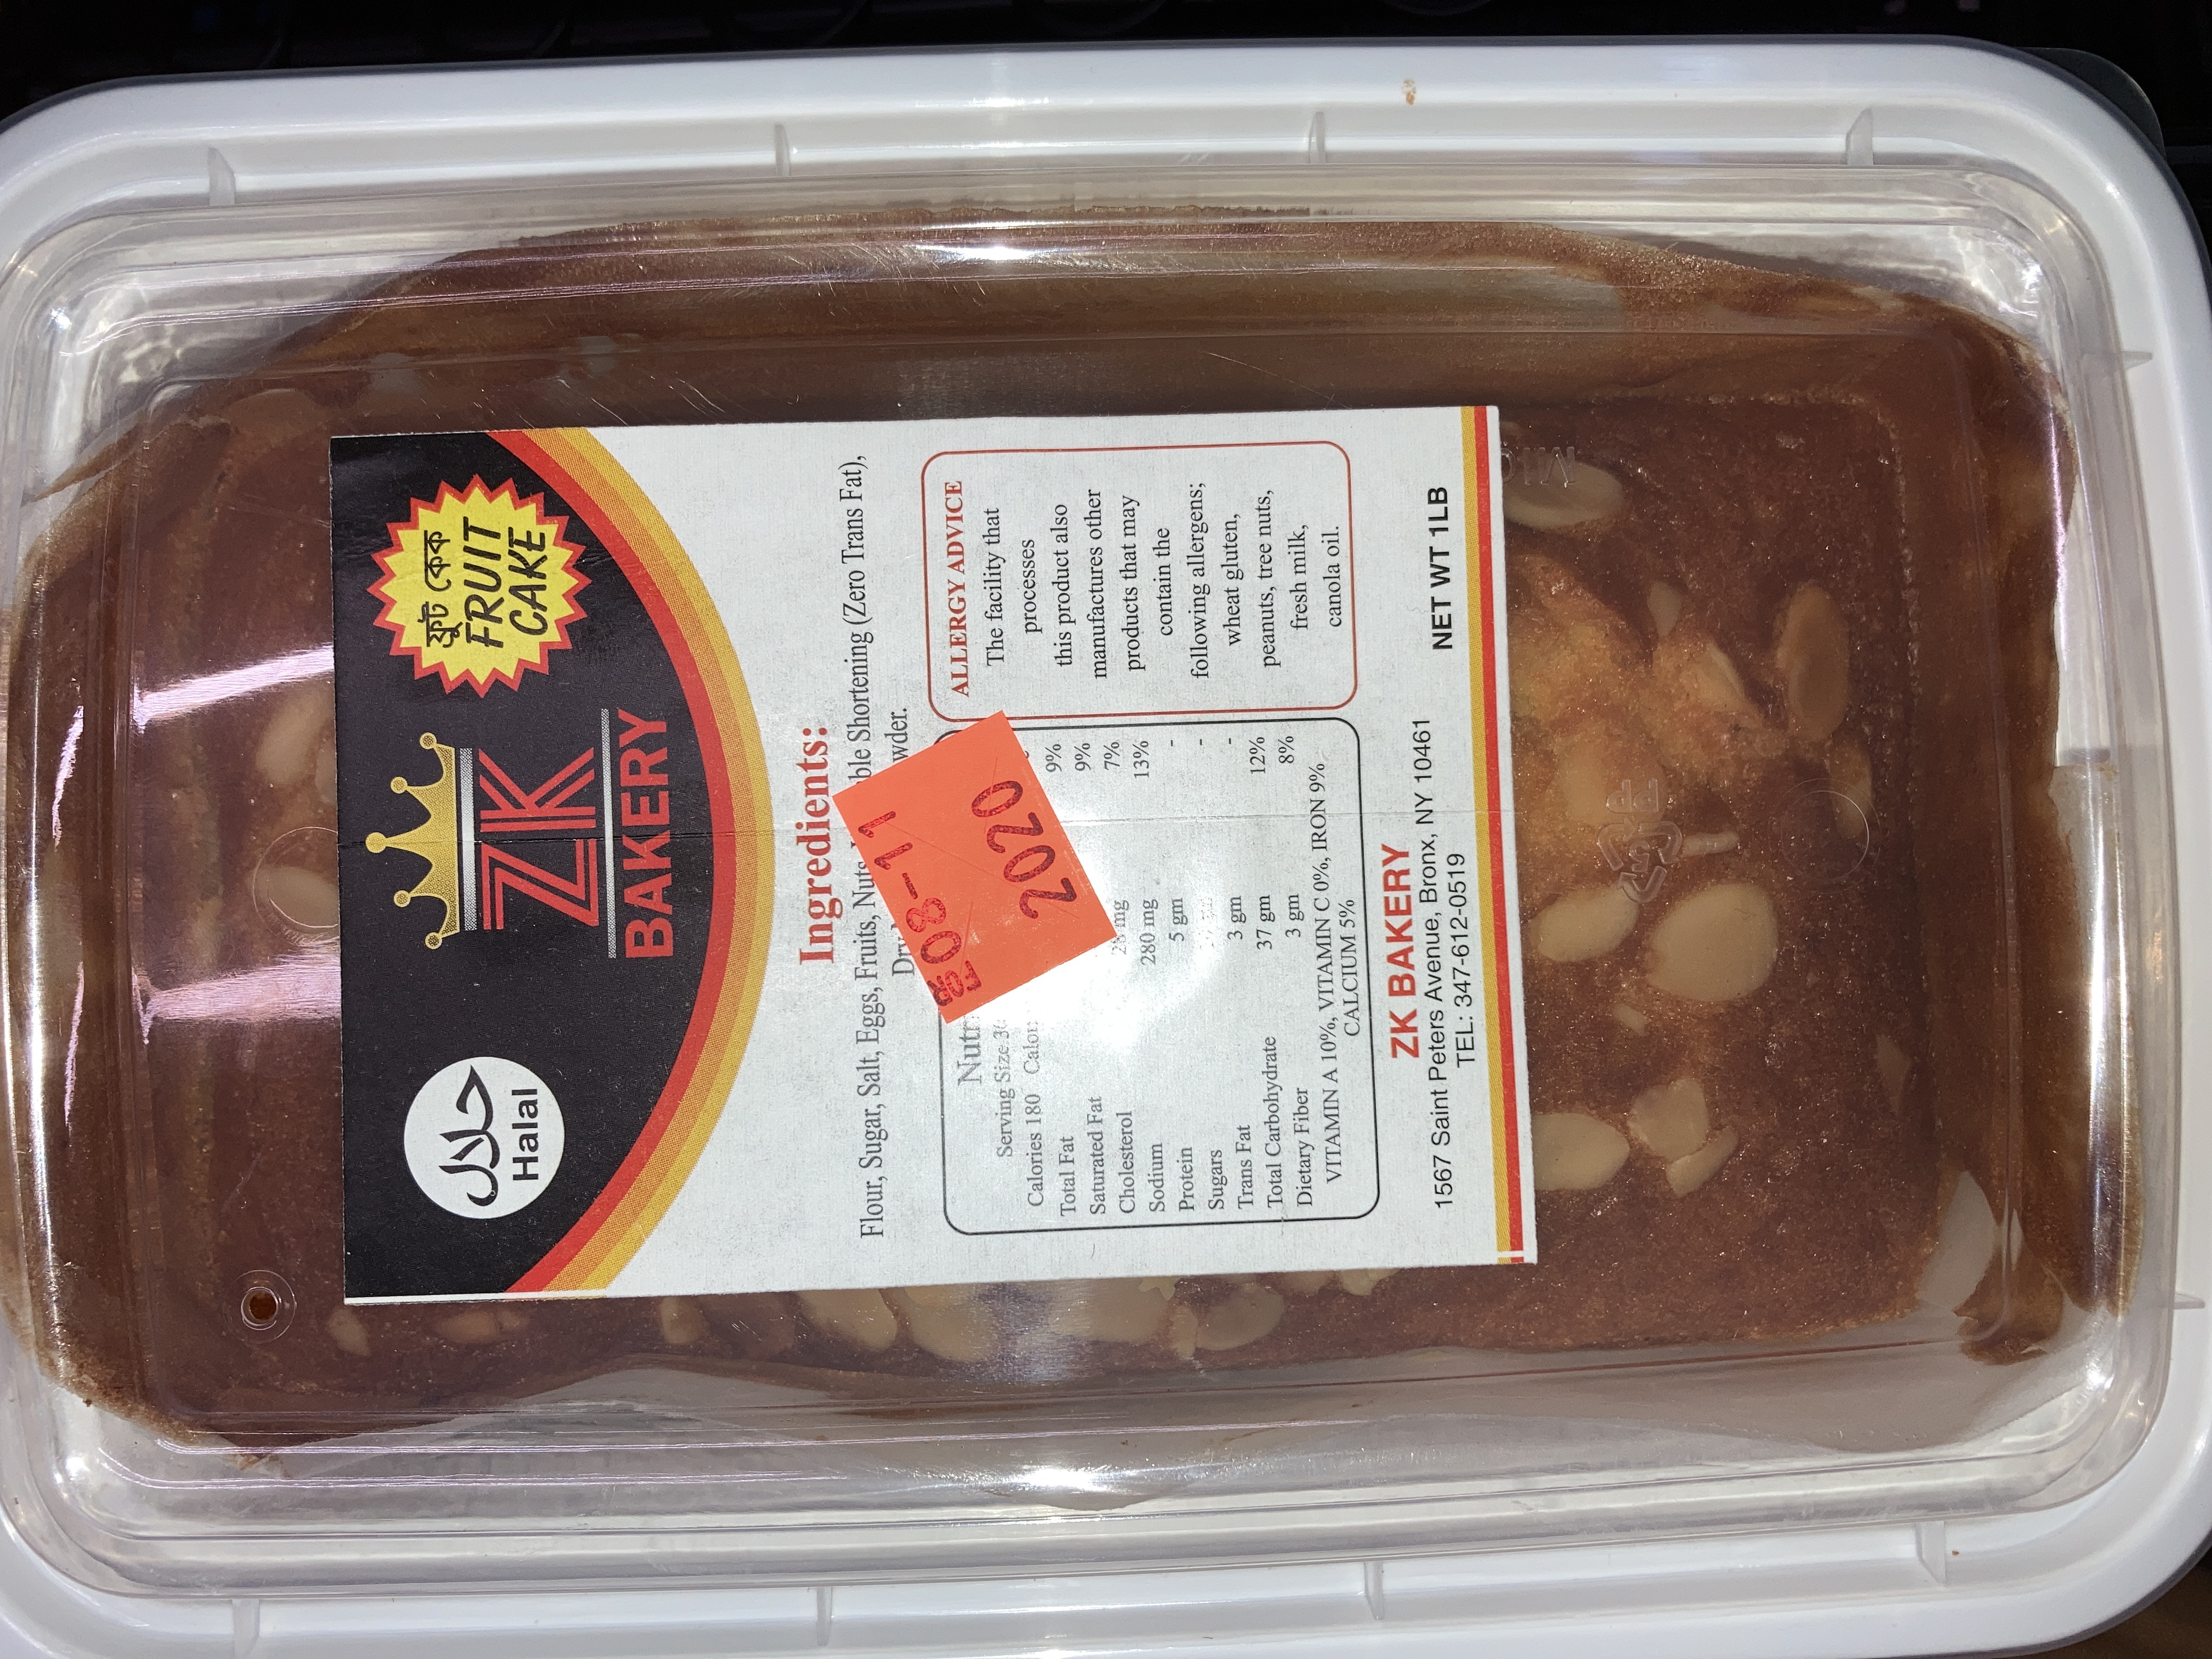 ফ্রুট কেক
FRUIT
CAKE
حلال
Halal
ZK
BAKERY
Ingredients:
Flour, Sugar, Salt, Eggs, Fruits, Nuts, Shortening (Zero Trans Fat),
FOR 08-11
2020
Serving Size
Calories 180
Total Fat 9%
Saturated Fat 9%
Cholesterol mg 7%
Sodium 280 mg 13%
Protein 5 gm -
Sugars -
Trans Fat 3 gm -
Total Carbohydrate 37 gm 12%
Dietary Fiber 3 gm 8%
VITAMIN A 10%, VITAMIN C 0%, IRON 9%
CALCIUM 5%
ALLERGY ADVICE
The facility that
processes
this product also
manufactures other
products that may
contain the
following allergens;
wheat gluten,
peanuts, tree nuts,
fresh milk,
canola oil.
ZK BAKERY
1567 Saint Peters Avenue, Bronx, NY 10461
TEL: 347-612-0519
NET WT 1LB
PP